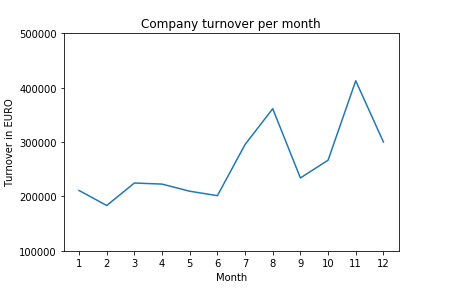 Company turnover per month
500000
400000
300000
200000
100000
Turnover in EURO
1 2 3 4 5 6 7 8 9 10 11 12
Month